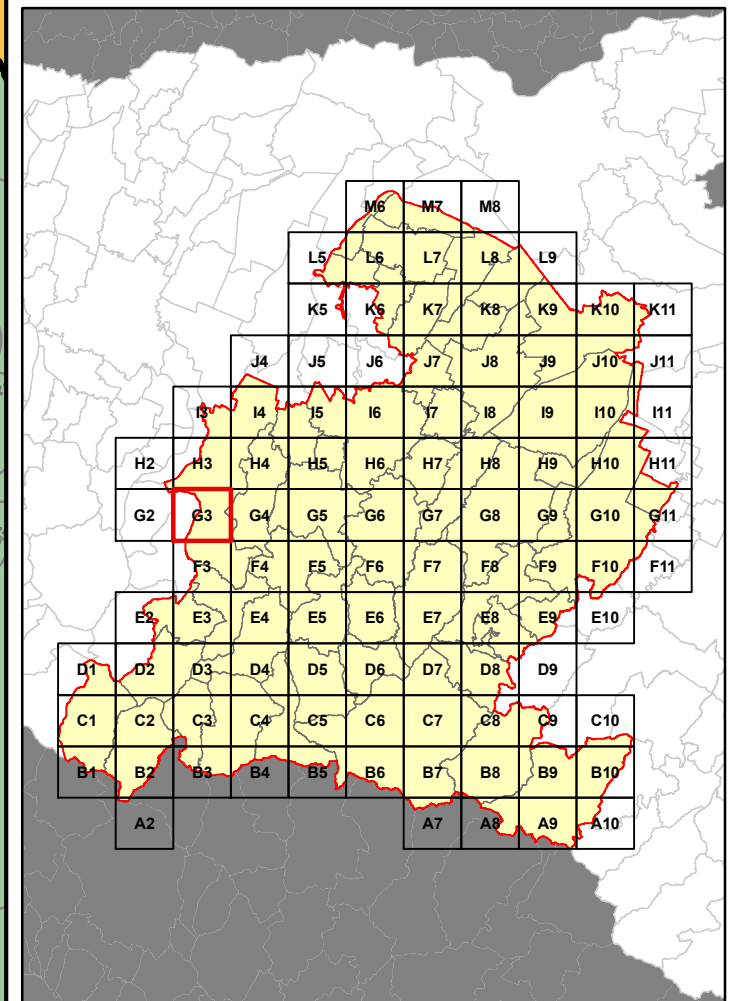 M6 M7 M8
L5 L6 L7 L8 L9
K5 K6 K7 K8 K9 K10 K11
J4 J5 J6 J7 J8 J9 J10 J11
I3 I4 I5 I6 I7 I8 I9 I10 I11
H2 H3 H4 H5 H6 H7 H8 H9 H10 H11
G2 G3 G4 G5 G6 G7 G8 G9 G10 G11
F3 F4 F5 F6 F7 F8 F9 F10 F11
E2 E3 E4 E5 E6 E7 E8 E9 E10
D1 D2 D3 D4 D5 D6 D7 D8 D9
C1 C2 C3 C4 C5 C6 C7 C8 C9 C10
B1 B2 B3 B4 B5 B6 B7 B8 B9 B10
A2 A7 A8 A9 A10